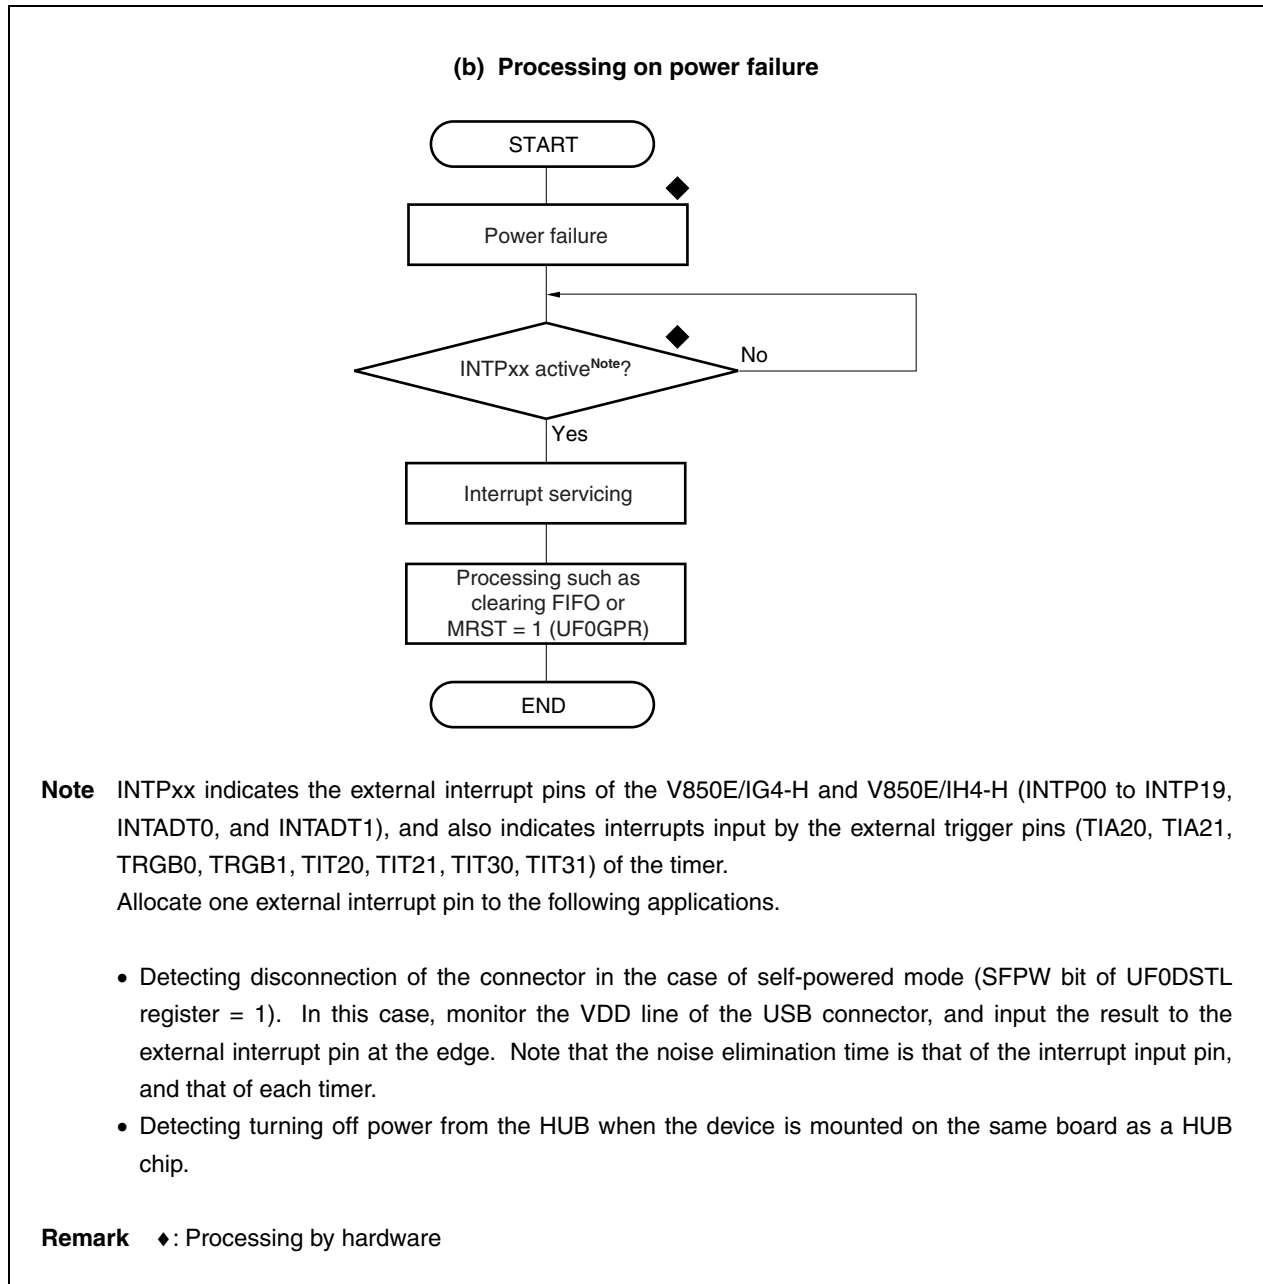 (b) Processing on power failure
START
Power failure
INTPxx active^Note?
No
Yes
Interrupt servicing
Processing such as
clearing FIFO or
MRST = 1 (UF0GPR)
END
Note INTPxx indicates the external interrupt pins of the V850E/IG4-H and V850E/IH4-H (INTP00 to INTP19,
INTADT0, and INTADT1), and also indicates interrupts input by the external trigger pins (TIA20, TIA21,
TRGB0, TRGB1, TIT20, TIT21, TIT30, TIT31) of the timer.
Allocate one external interrupt pin to the following applications.
• Detecting disconnection of the connector in the case of self-powered mode (SFPW bit of UF0DSTL
register = 1). In this case, monitor the VDD line of the USB connector, and input the result to the
external interrupt pin at the edge. Note that the noise elimination time is that of the interrupt input pin,
and that of each timer.
• Detecting turning off power from the HUB when the device is mounted on the same board as a HUB
chip.
Remark ♦: Processing by hardware